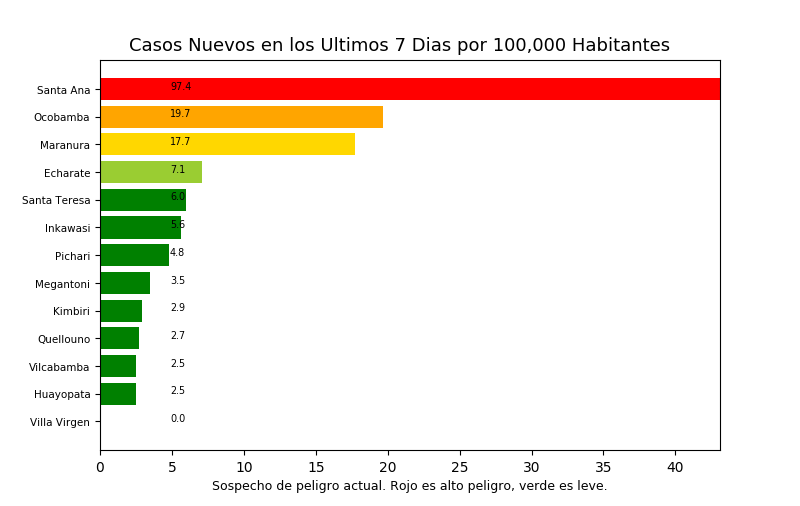 Casos Nuevos en los Ultimos 7 Dias por 100,000 Habitantes
Santa Ana 97.4
Ocobamba 19.7
Maranura 17.7
Echarate 7.1
Santa Teresa 6.0
Inkawasi 5.6
Pichari 4.8
Megantoni 3.5
Kimbiri 2.9
Quellouno 2.7
Vilcabamba 2.5
Huayopata 2.5
Villa Virgen 0.0
0 5 10 15 20 25 30 35 40
Sospecho de peligro actual. Rojo es alto peligro, verde es leve.